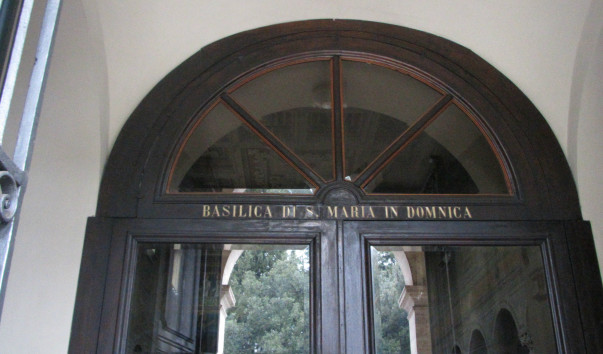 BASILICA DI S. MARIA IN DOMNICA